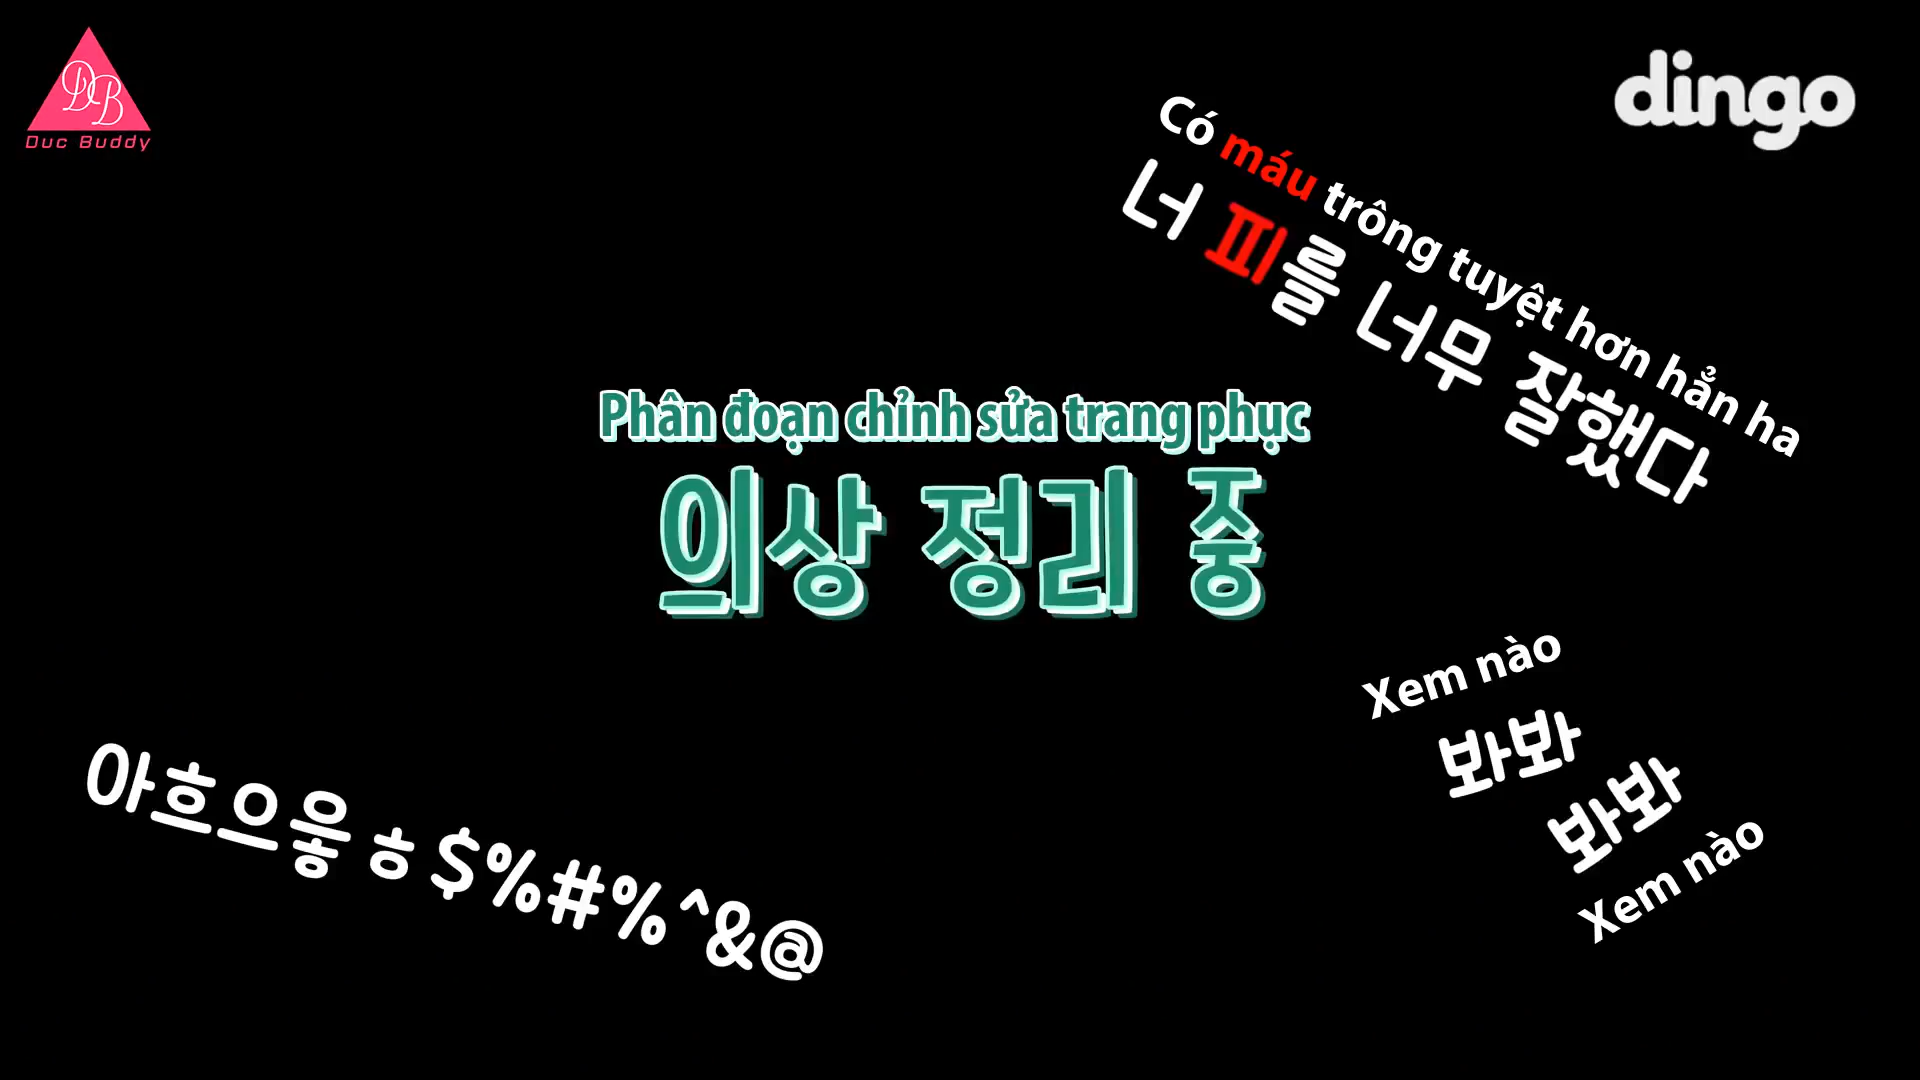 DB
Duc Buddy
dingo
Có máu trông tuyệt hơn hẳn ha
너 피를 너무 잘했다
Phân đoạn chỉnh sửa trang phục
의상 정리 중
Xem nào
봐봐
봐봐
Xem nào
아흐으읗ㅎ$%#%^&@